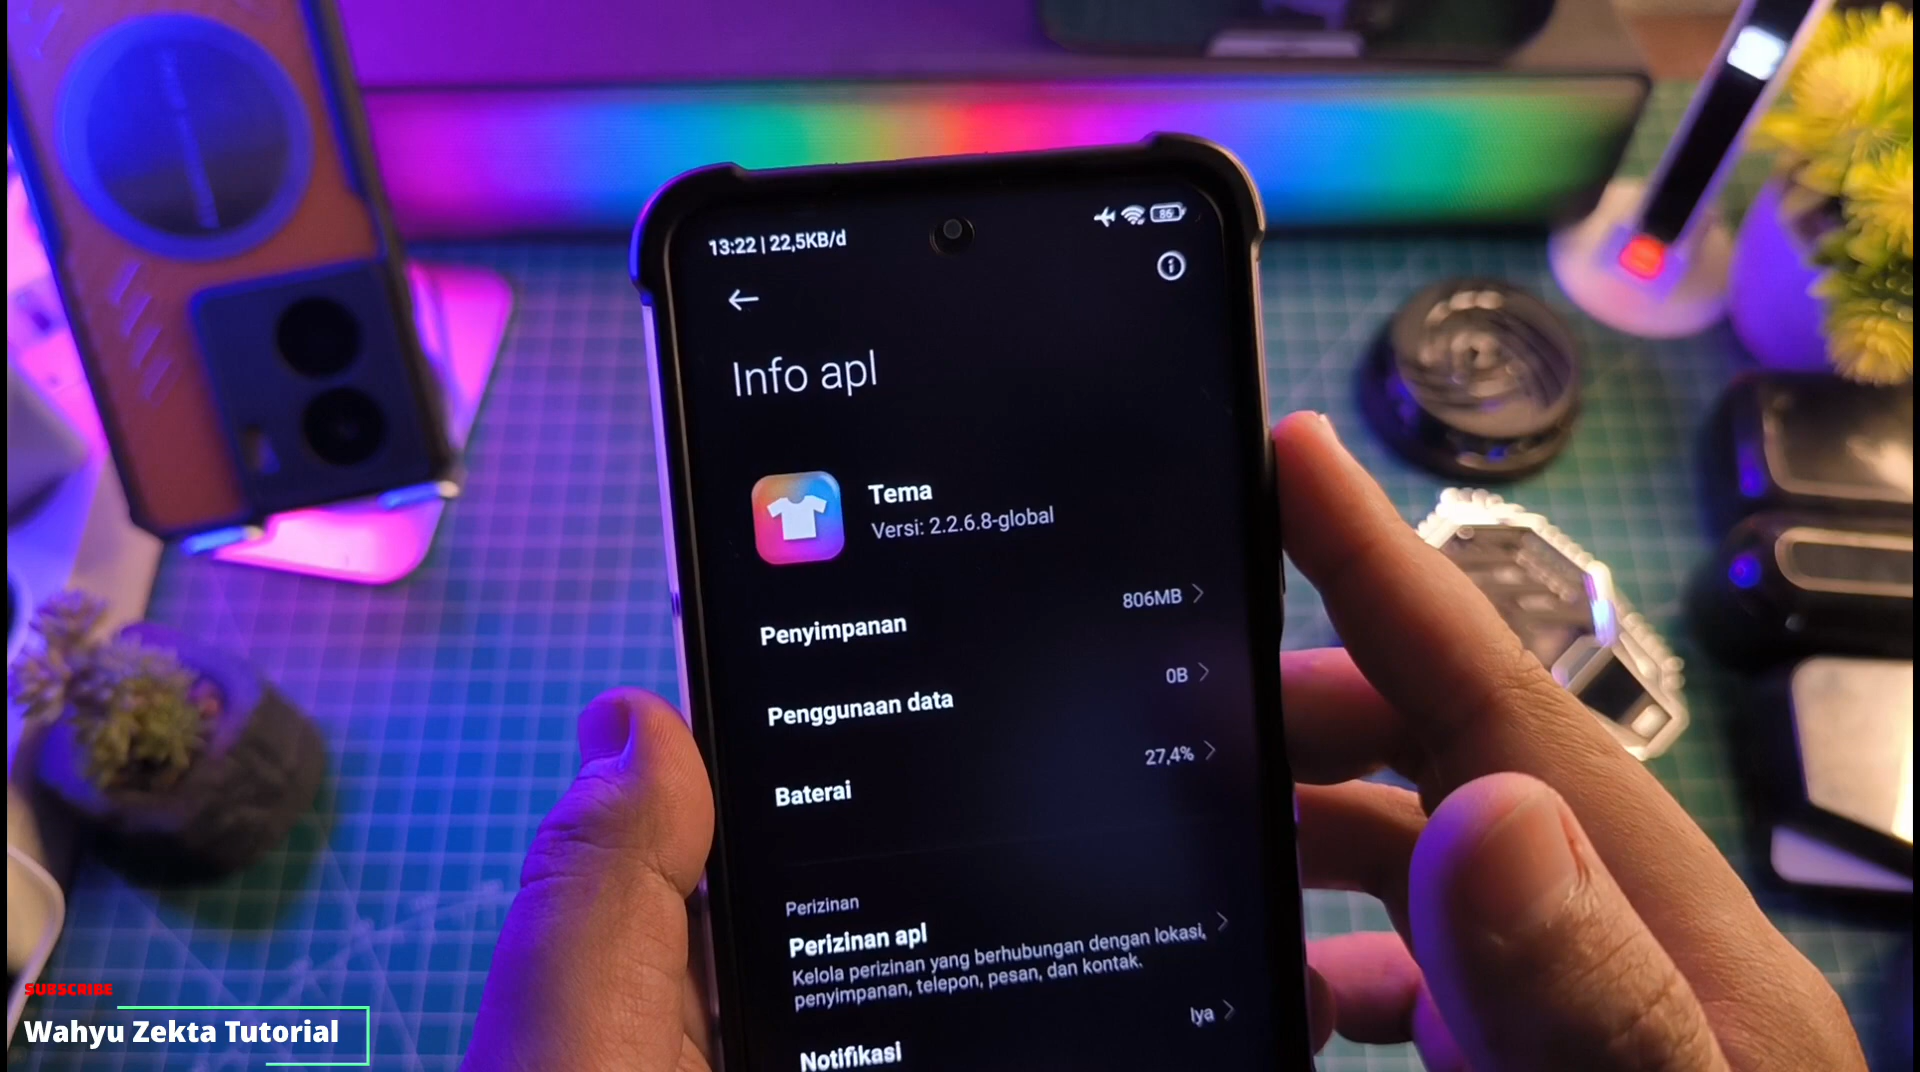 13:22 | 22,5KB/d
86
Info apl
Tema
Versi: 2.2.6.8-global
Penyimpanan 806MB
Penggunaan data 0B
Baterai 27,4%
Perizinan
Perizinan apl
Kelola perizinan yang berhubungan dengan lokasi,
penyimpanan, telepon, pesan, dan kontak.
Notifikasi Iya
SUBSCRIBE
Wahyu Zekta Tutorial